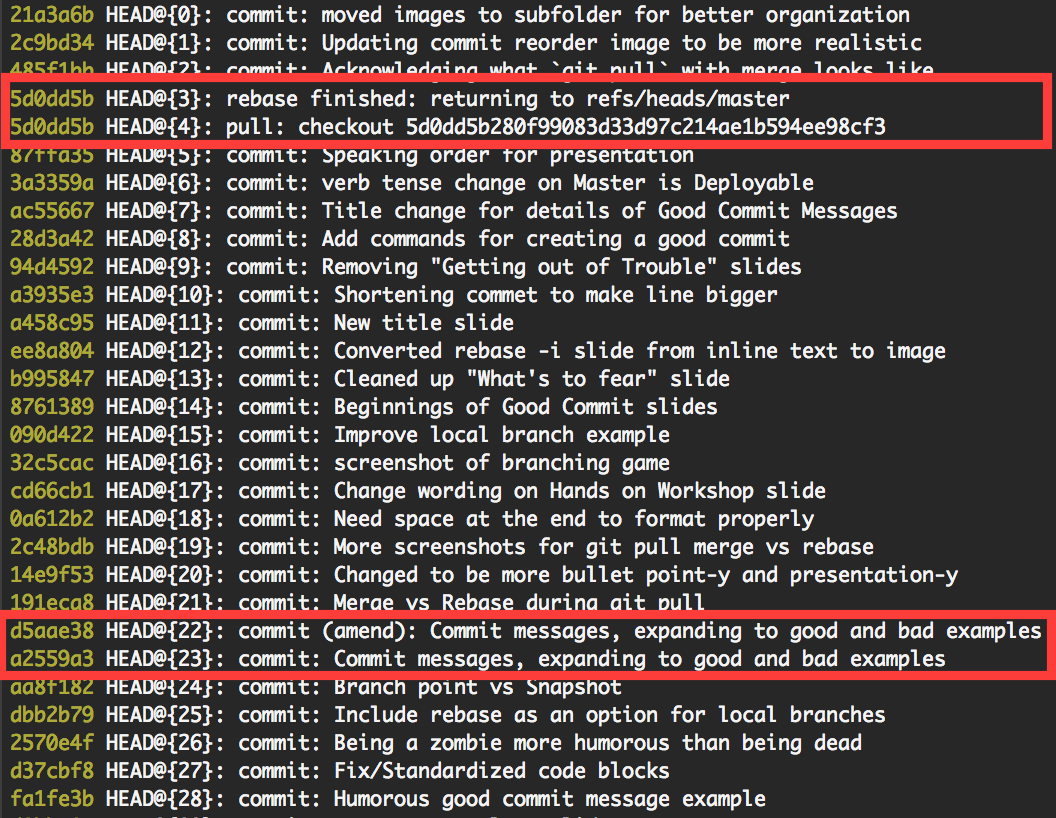 21a3a6b HEAD@{0}: commit: moved images to subfolder for better organization
2c9bd34 HEAD@{1}: commit: Updating commit reorder image to be more realistic
485f1bb HEAD@{2}: commit: Acknowledging what `git pull` with merge looks like
5d0dd5b HEAD@{3}: rebase finished: returning to refs/heads/master
5d0dd5b HEAD@{4}: pull: checkout 5d0dd5b280f99083d33d97c214ae1b594ee98cf3
87ffa35 HEAD@{5}: commit: Speaking order for presentation
3a3359a HEAD@{6}: commit: verb tense change on Master is Deployable
ac55667 HEAD@{7}: commit: Title change for details of Good Commit Messages
28d3a42 HEAD@{8}: commit: Add commands for creating a good commit
94d4592 HEAD@{9}: commit: Removing "Getting out of Trouble" slides
a3935e3 HEAD@{10}: commit: Shortening commet to make line bigger
a458c95 HEAD@{11}: commit: New title slide
ee8a804 HEAD@{12}: commit: Converted rebase -i slide from inline text to image
b995847 HEAD@{13}: commit: Cleaned up "What's to fear" slide
8761389 HEAD@{14}: commit: Beginnings of Good Commit slides
090d422 HEAD@{15}: commit: Improve local branch example
32c5cac HEAD@{16}: commit: screenshot of branching game
cd66cb1 HEAD@{17}: commit: Change wording on Hands on Workshop slide
0a612b2 HEAD@{18}: commit: Need space at the end to format properly
2c48bdb HEAD@{19}: commit: More screenshots for git pull merge vs rebase
14e9f53 HEAD@{20}: commit: Changed to be more bullet point-y and presentation-y
191eca8 HEAD@{21}: commit: Merge vs Rebase during git pull
d5aae38 HEAD@{22}: commit (amend): Commit messages, expanding to good and bad examples
a2559a3 HEAD@{23}: commit: Commit messages, expanding to good and bad examples
aa8f182 HEAD@{24}: commit: Branch point vs Snapshot
dbb2b79 HEAD@{25}: commit: Include rebase as an option for local branches
2570e4f HEAD@{26}: commit: Being a zombie more humorous than being dead
d37cbf8 HEAD@{27}: commit: Fix/Standardized code blocks
fa1fe3b HEAD@{28}: commit: Humorous good commit message example